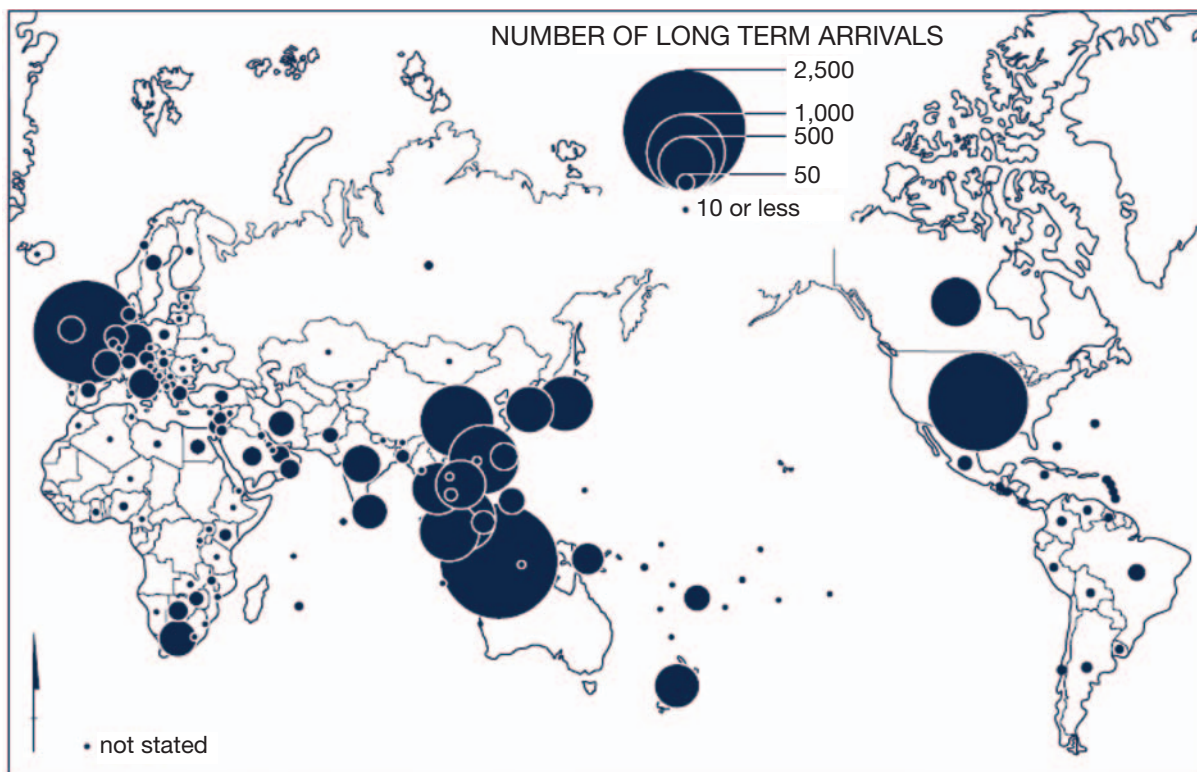 NUMBER OF LONG TERM ARRIVALS
2,500
1,000
500
50
10 or less
not stated